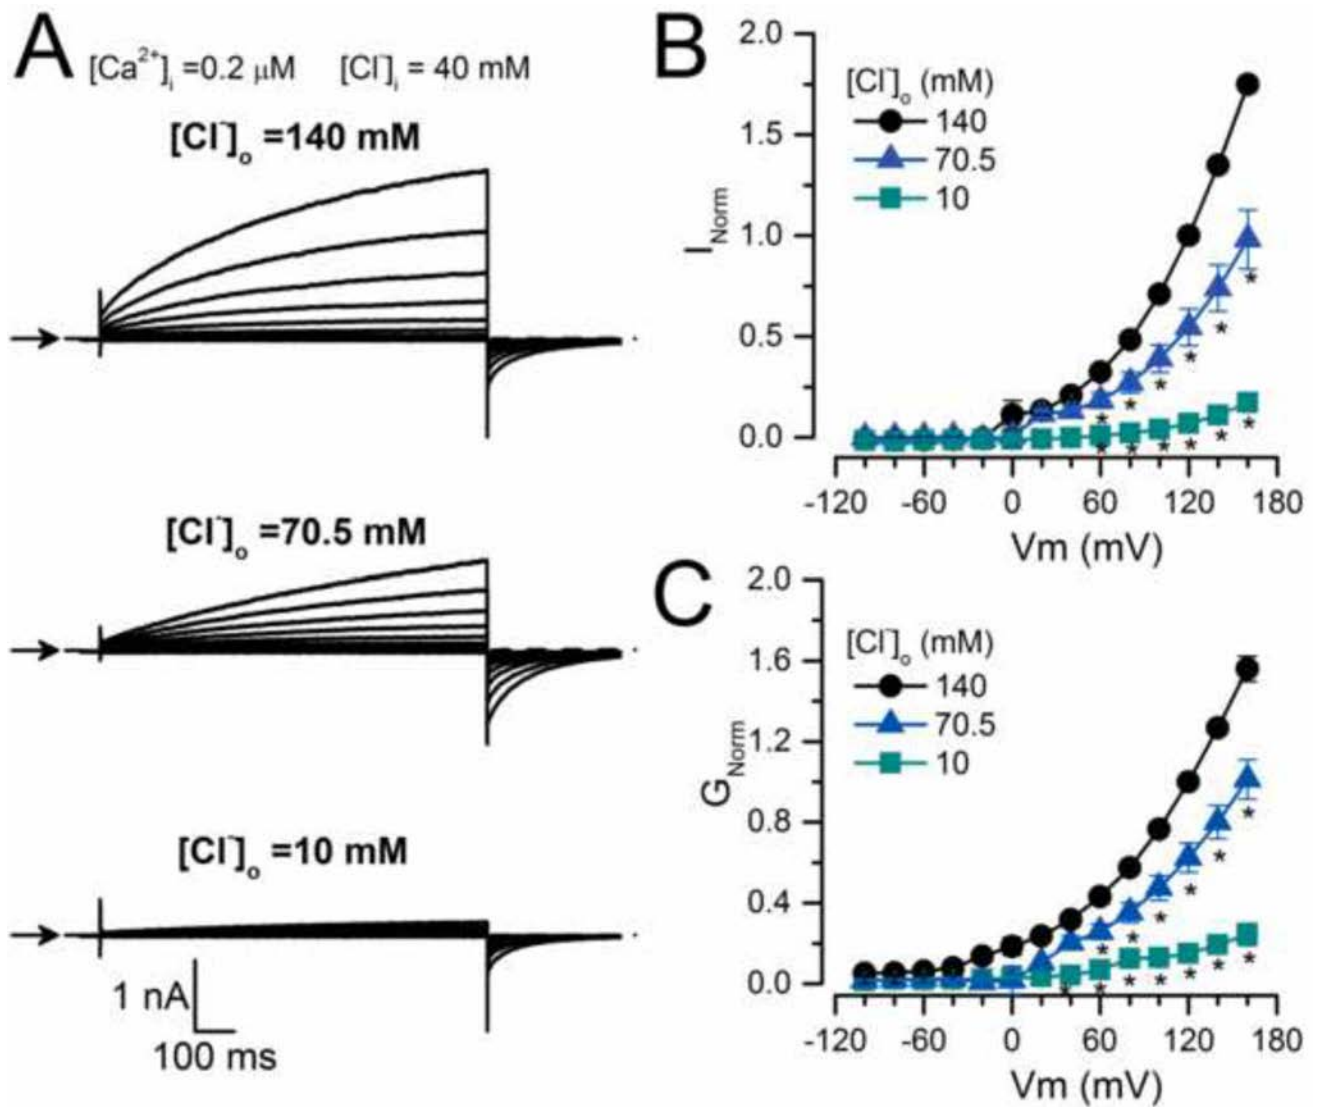 A
[Ca²⁺]ᵢ =0.2 μM [Cl⁻]ᵢ = 40 mM
[Cl⁻]ₒ =140 mM
[Cl⁻]ₒ =70.5 mM
[Cl⁻]ₒ =10 mM
1 nA
100 ms
B
2.0
1.5
1.0
0.5
0.0
I_Norm
[Cl⁻]ₒ (mM)
140
70.5
10
* * * * * *
* * * * * *
-120 -60 0 60 120 180
Vm (mV)
C
2.0
1.6
1.2
0.8
0.4
0.0
G_Norm
[Cl⁻]ₒ (mM)
140
70.5
10
* * * * * *
* * * * * * *
-120 -60 0 60 120 180
Vm (mV)